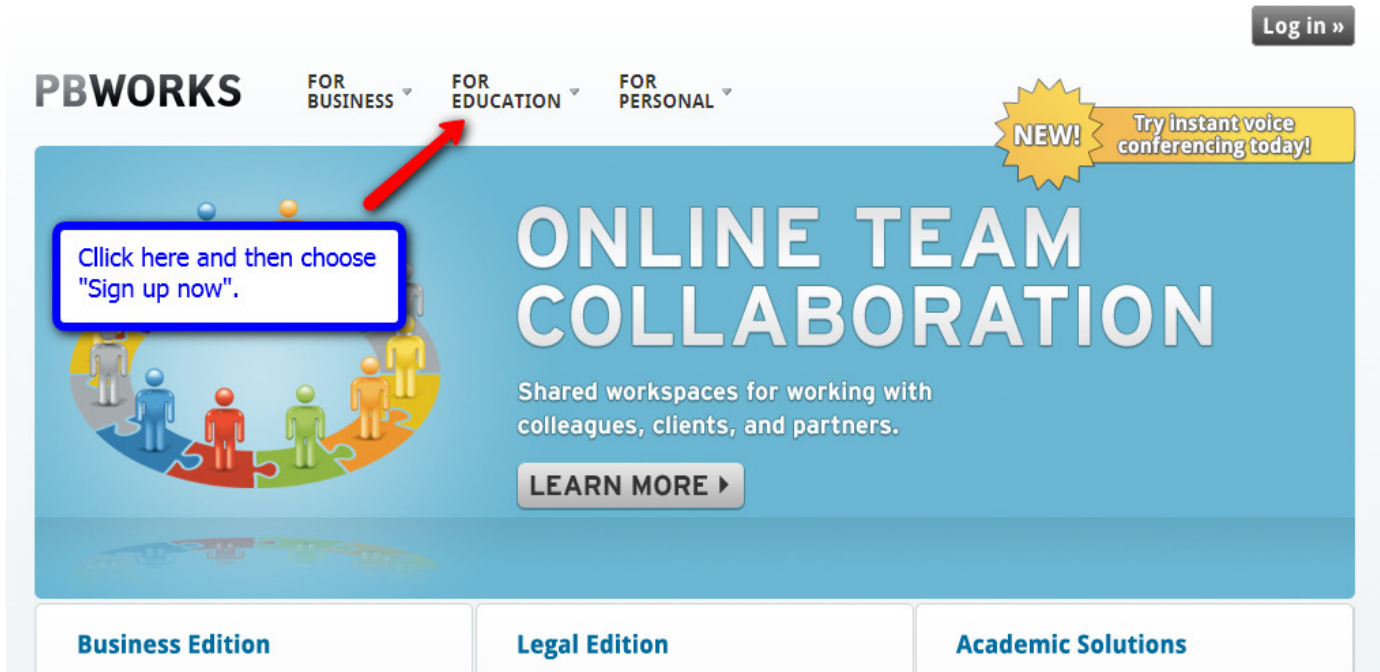 Log in »
PBWORKS
FOR
BUSINESS
FOR
EDUCATION
FOR
PERSONAL
NEW!
Try instant voice
conferencing today!
Cllick here and then choose
"Sign up now".
ONLINE TEAM
COLLABORATION
Shared workspaces for working with
colleagues, clients, and partners.
LEARN MORE
Business Edition
Legal Edition
Academic Solutions